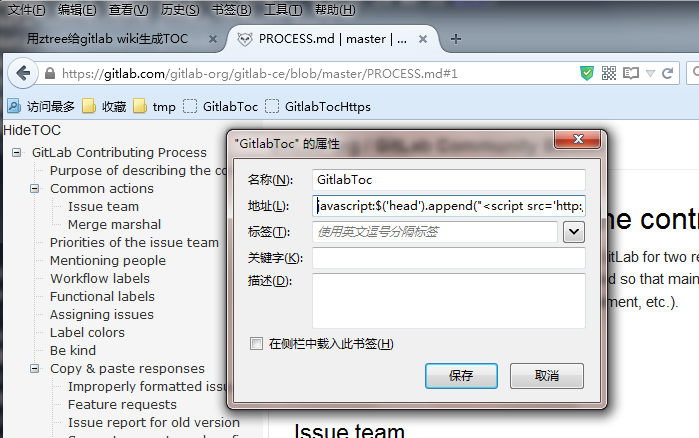 文件(F) 编辑(E) 查看(V) 历史(S) 书签(B) 工具(T) 帮助(H)
用ztree给gitlab wiki生成TOC
PROCESS.md | master | ...
https://gitlab.com/gitlab-org/gitlab-ce/blob/master/PROCESS.md#1
访问最多 收藏 tmp GitlabToc GitlabTocHttps
HideTOC
GitLab Contributing Process
Purpose of describing the co
Common actions
Issue team
Merge marshal
Priorities of the issue team
Mentioning people
Workflow labels
Functional labels
Assigning issues
Label colors
Be kind
Copy & paste responses
Improperly formatted issu
Feature requests
Issue report for old version
"GitlabToc" 的属性
名称(N): GitlabToc
地址(L): javascript:$('head').append("<script src='http:,
标签(T): 使用英文逗号分隔标签
关键字(K):
描述(D):
在侧栏中载入此书签(H)
保存 取消
he contr
itLab for two re
d so that main
ment, etc.).
Issue team